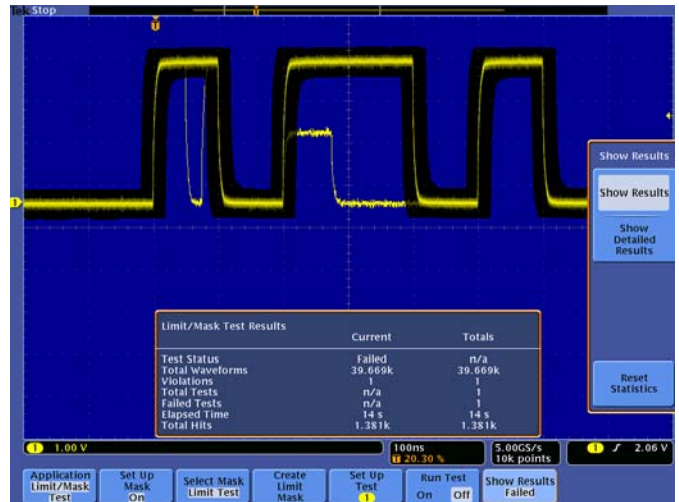 Tek Stop
T
Show Results
Show Results
Show
Detailed
Results
Reset
Statistics
1
Limit/Mask Test Results
Current Totals
Test Status Failed n/a
Total Waveforms 39.669k 39.669k
Violations 1 1
Total Tests n/a 1
Failed Tests n/a 1
Elapsed Time 14 s 14 s
Total Hits 1.381k 1.381k
1 1.00 V
100ns
T 20.30 %
5.00GS/s
10k points
1 2.06 V
Application
Limit/Mask
Test
Set Up
Mask
On
Select Mask
Limit Test
Create
Limit
Mask
Set Up
Test
1
Run Test
On Off
Show Results
Failed